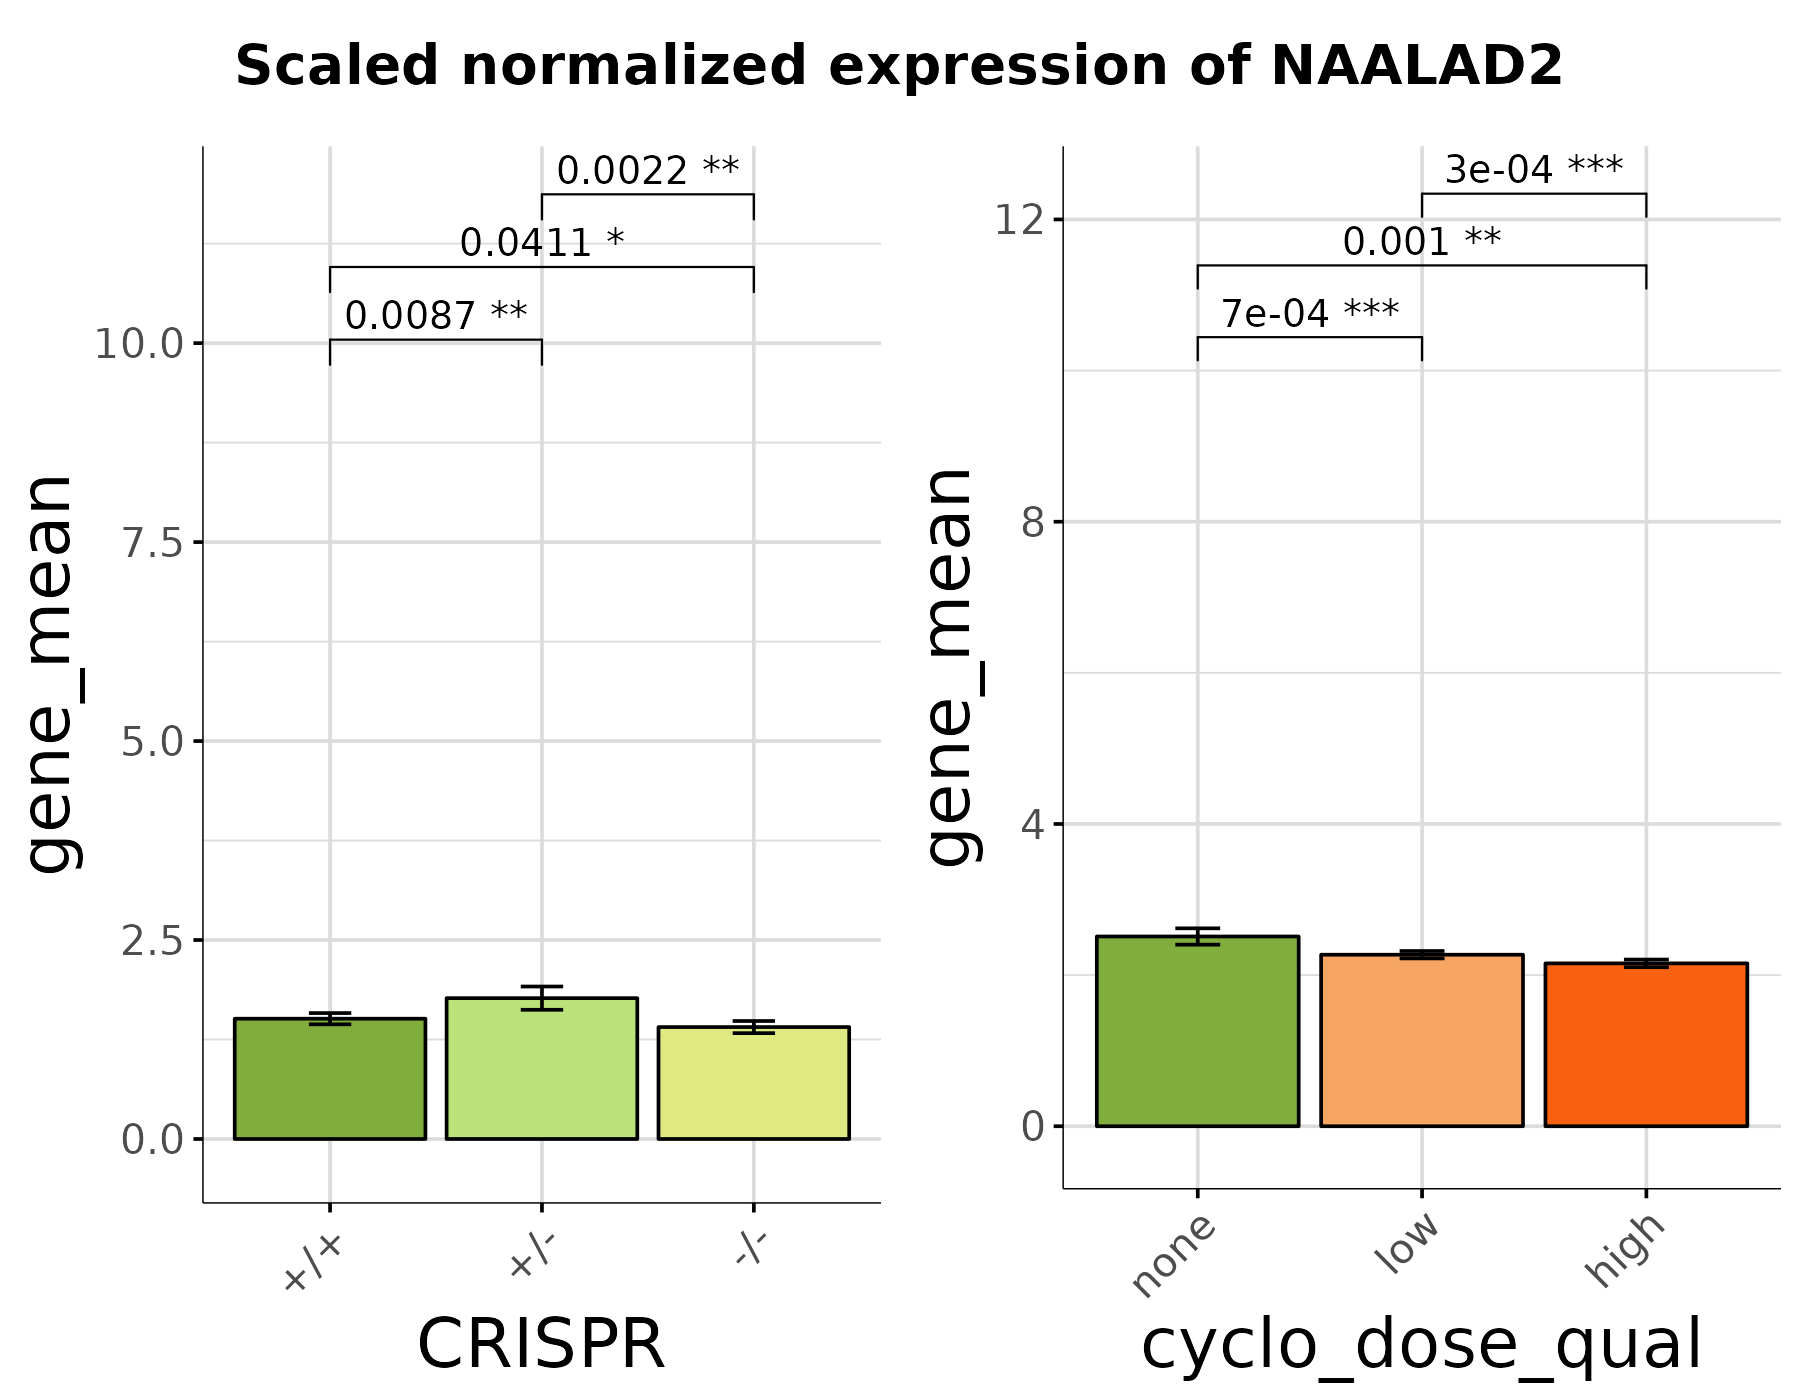 Scaled normalized expression of NAALAD2
0.0022 **
0.0411 *
0.0087 **
10.0
7.5
5.0
2.5
0.0
gene_mean
+/+
+/-
-/-
CRISPR
3e-04 ***
0.001 **
7e-04 ***
12
8
4
0
gene_mean
none
low
high
cyclo_dose_qual